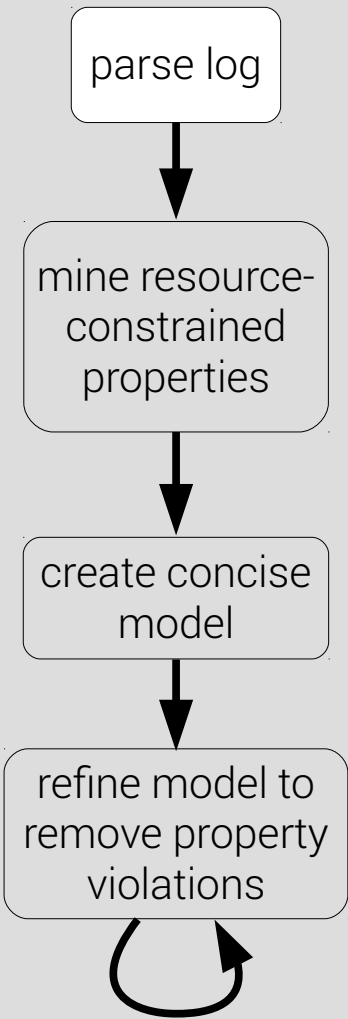 parse log
mine resource-
constrained
properties
create concise
model
refine model to
remove property
violations